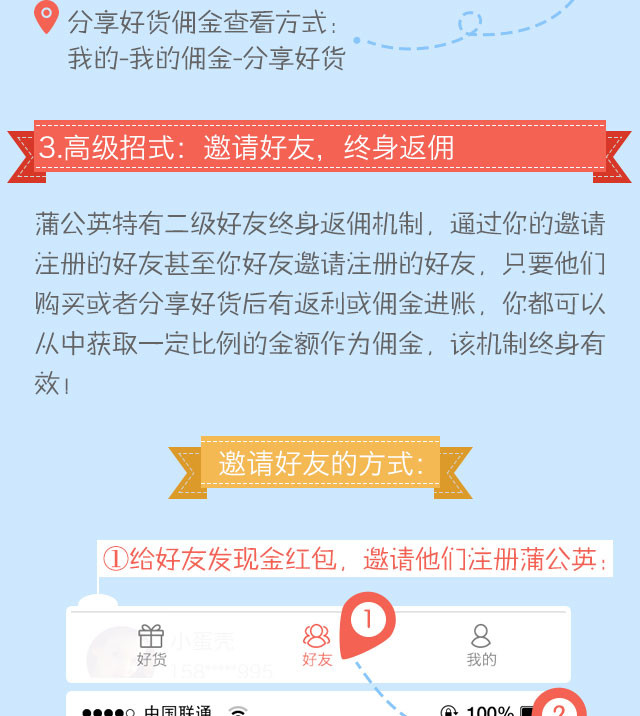 分享好货佣金查看方式：
我的-我的佣金-分享好货
3.高级招式：邀请好友，终身返佣
蒲公英特有二级好友终身返佣机制，通过你的邀请
注册的好友甚至你好友邀请注册的好友，只要他们
购买或者分享好货后有返利或佣金进账，你都可以
从中获取一定比例的金额作为佣金，该机制终身有
效！
邀请好友的方式：
①给好友发现金红包，邀请他们注册蒲公英：
1
小蛋壳
好货
好友
我的
158****995
中国联通
100%
2